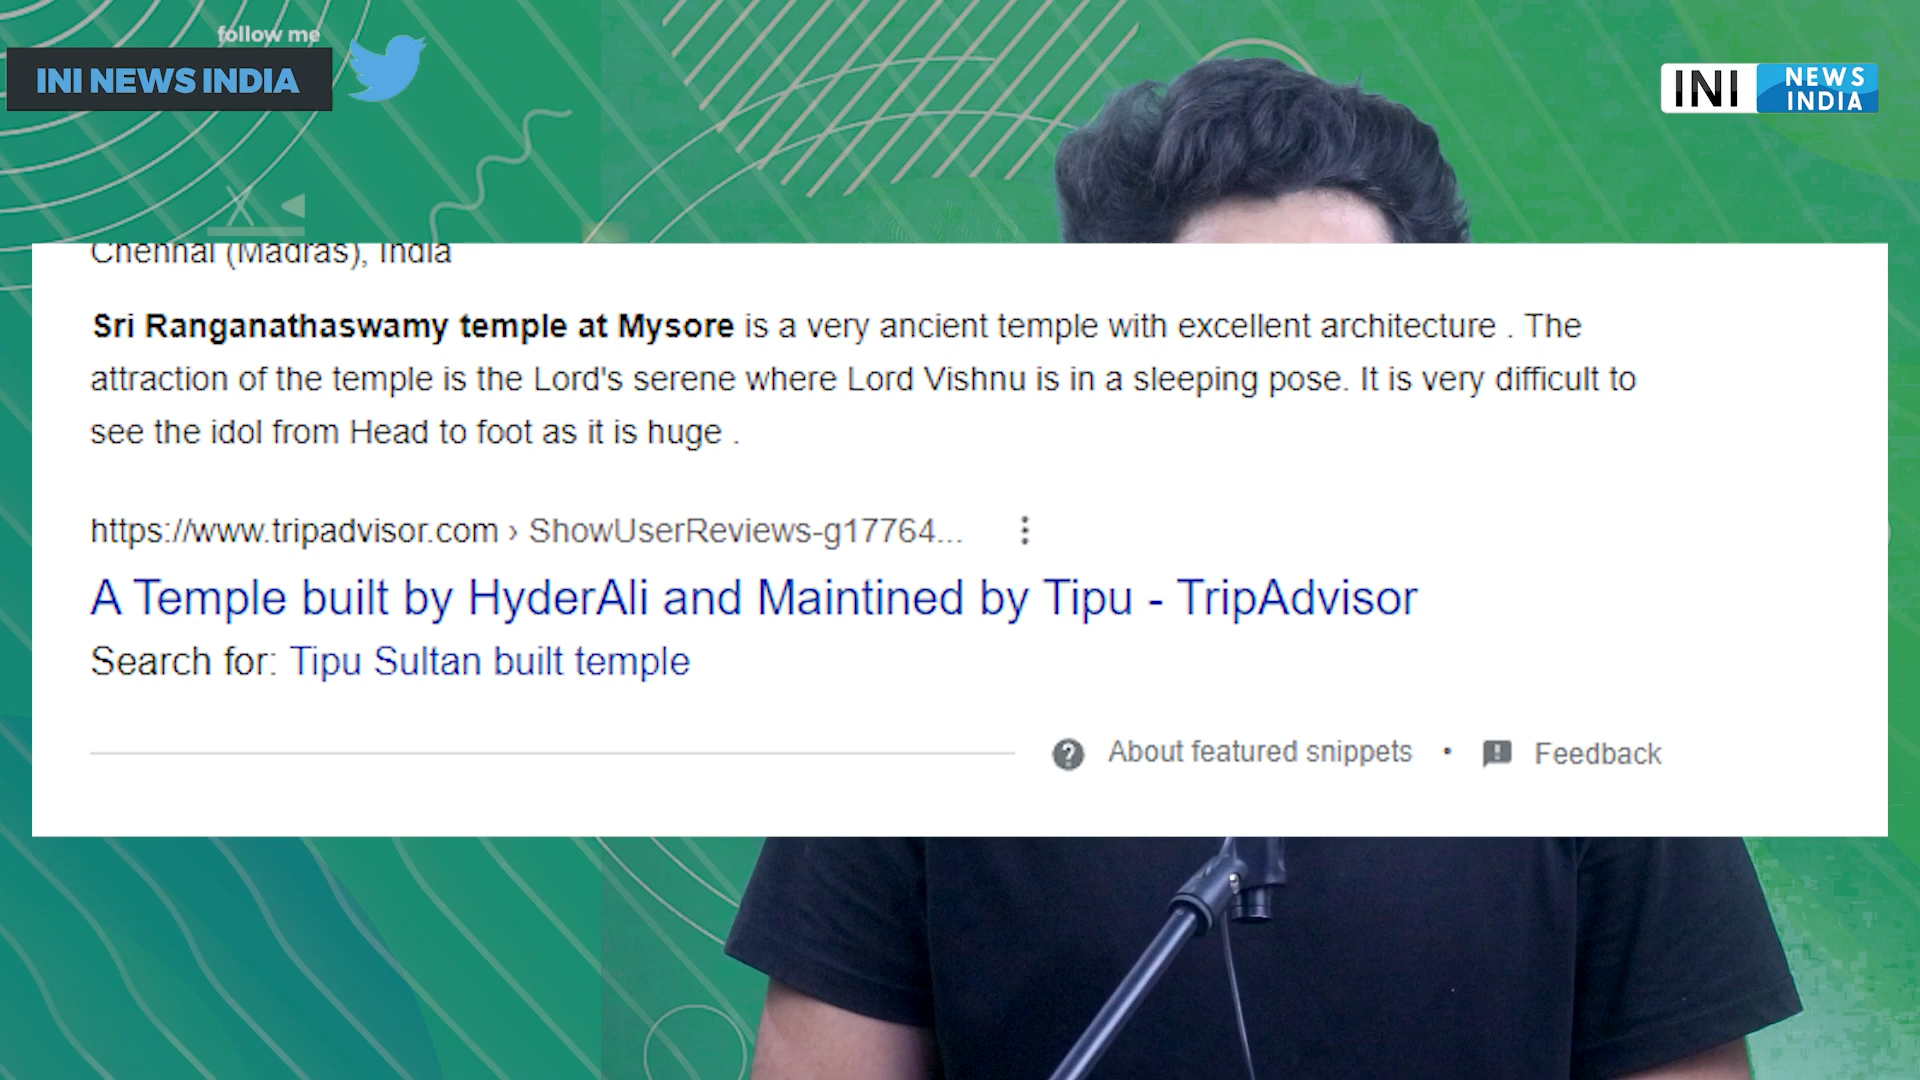 follow me
INI NEWS INDIA
INI NEWS
INDIA
Chennai (Madras), India
Sri Ranganathaswamy temple at Mysore is a very ancient temple with excellent architecture . The
attraction of the temple is the Lord's serene where Lord Vishnu is in a sleeping pose. It is very difficult to
see the idol from Head to foot as it is huge .
https://www.tripadvisor.com › ShowUserReviews-g17764...
A Temple built by HyderAli and Maintined by Tipu - TripAdvisor
Search for: Tipu Sultan built temple
About featured snippets • Feedback